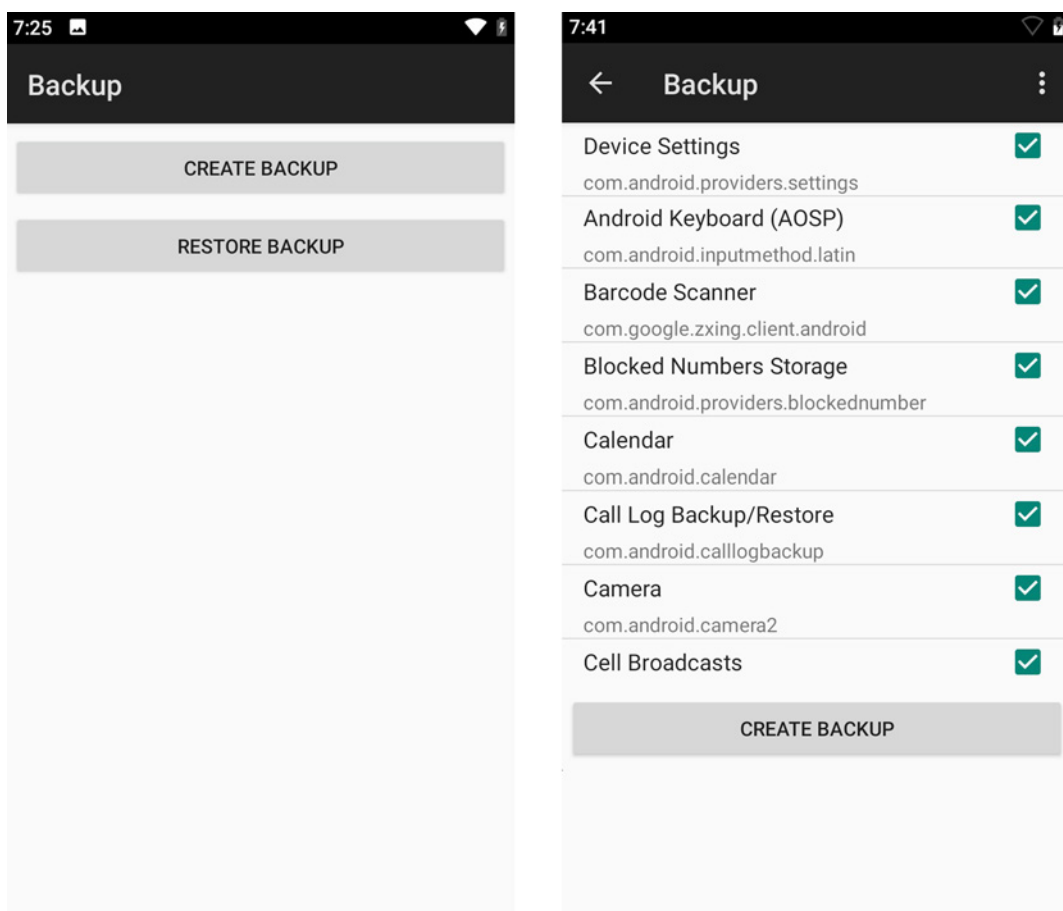 7:25
Backup
CREATE BACKUP
RESTORE BACKUP
7:41
Backup
Device Settings
com.android.providers.settings
Android Keyboard (AOSP)
com.android.inputmethod.latin
Barcode Scanner
com.google.zxing.client.android
Blocked Numbers Storage
com.android.providers.blockednumber
Calendar
com.android.calendar
Call Log Backup/Restore
com.android.calllogbackup
Camera
com.android.camera2
Cell Broadcasts
CREATE BACKUP